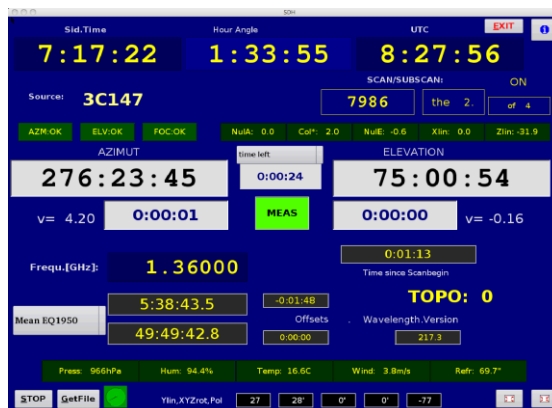 SDH
Sid.Time Hour Angle UTC EXIT
7:17:22 1:33:55 8:27:56
SCAN/SUBSCAN: ON
Source: 3C147 7986 the 2. of 4
AZM:OK ELV:OK FOC:OK NulA: 0.0 Col*: 2.0 NulE: -0.6 Xlin: 0.0 Zlin: -31.9
AZIMUT time left ELEVATION
276:23:45 0:00:24 75:00:54
v= 4.20 0:00:01 MEAS 0:00:00 v= -0.16
0:01:13
Frequ.[GHz]: 1.36000 Time since Scanbegin
5:38:43.5 -0:01:48 TOPO: 0
Mean EQ1950 Offsets . Wavelength.Version
49:49:42.8 0:00:00 217.3
Press: 966hPa Hum: 94.4% Temp: 16.6C Wind: 3.8m/s Refr: 69.7"
STOP GetFile Ylin,XYZrot,Pol 27 28' 0" 0' -77